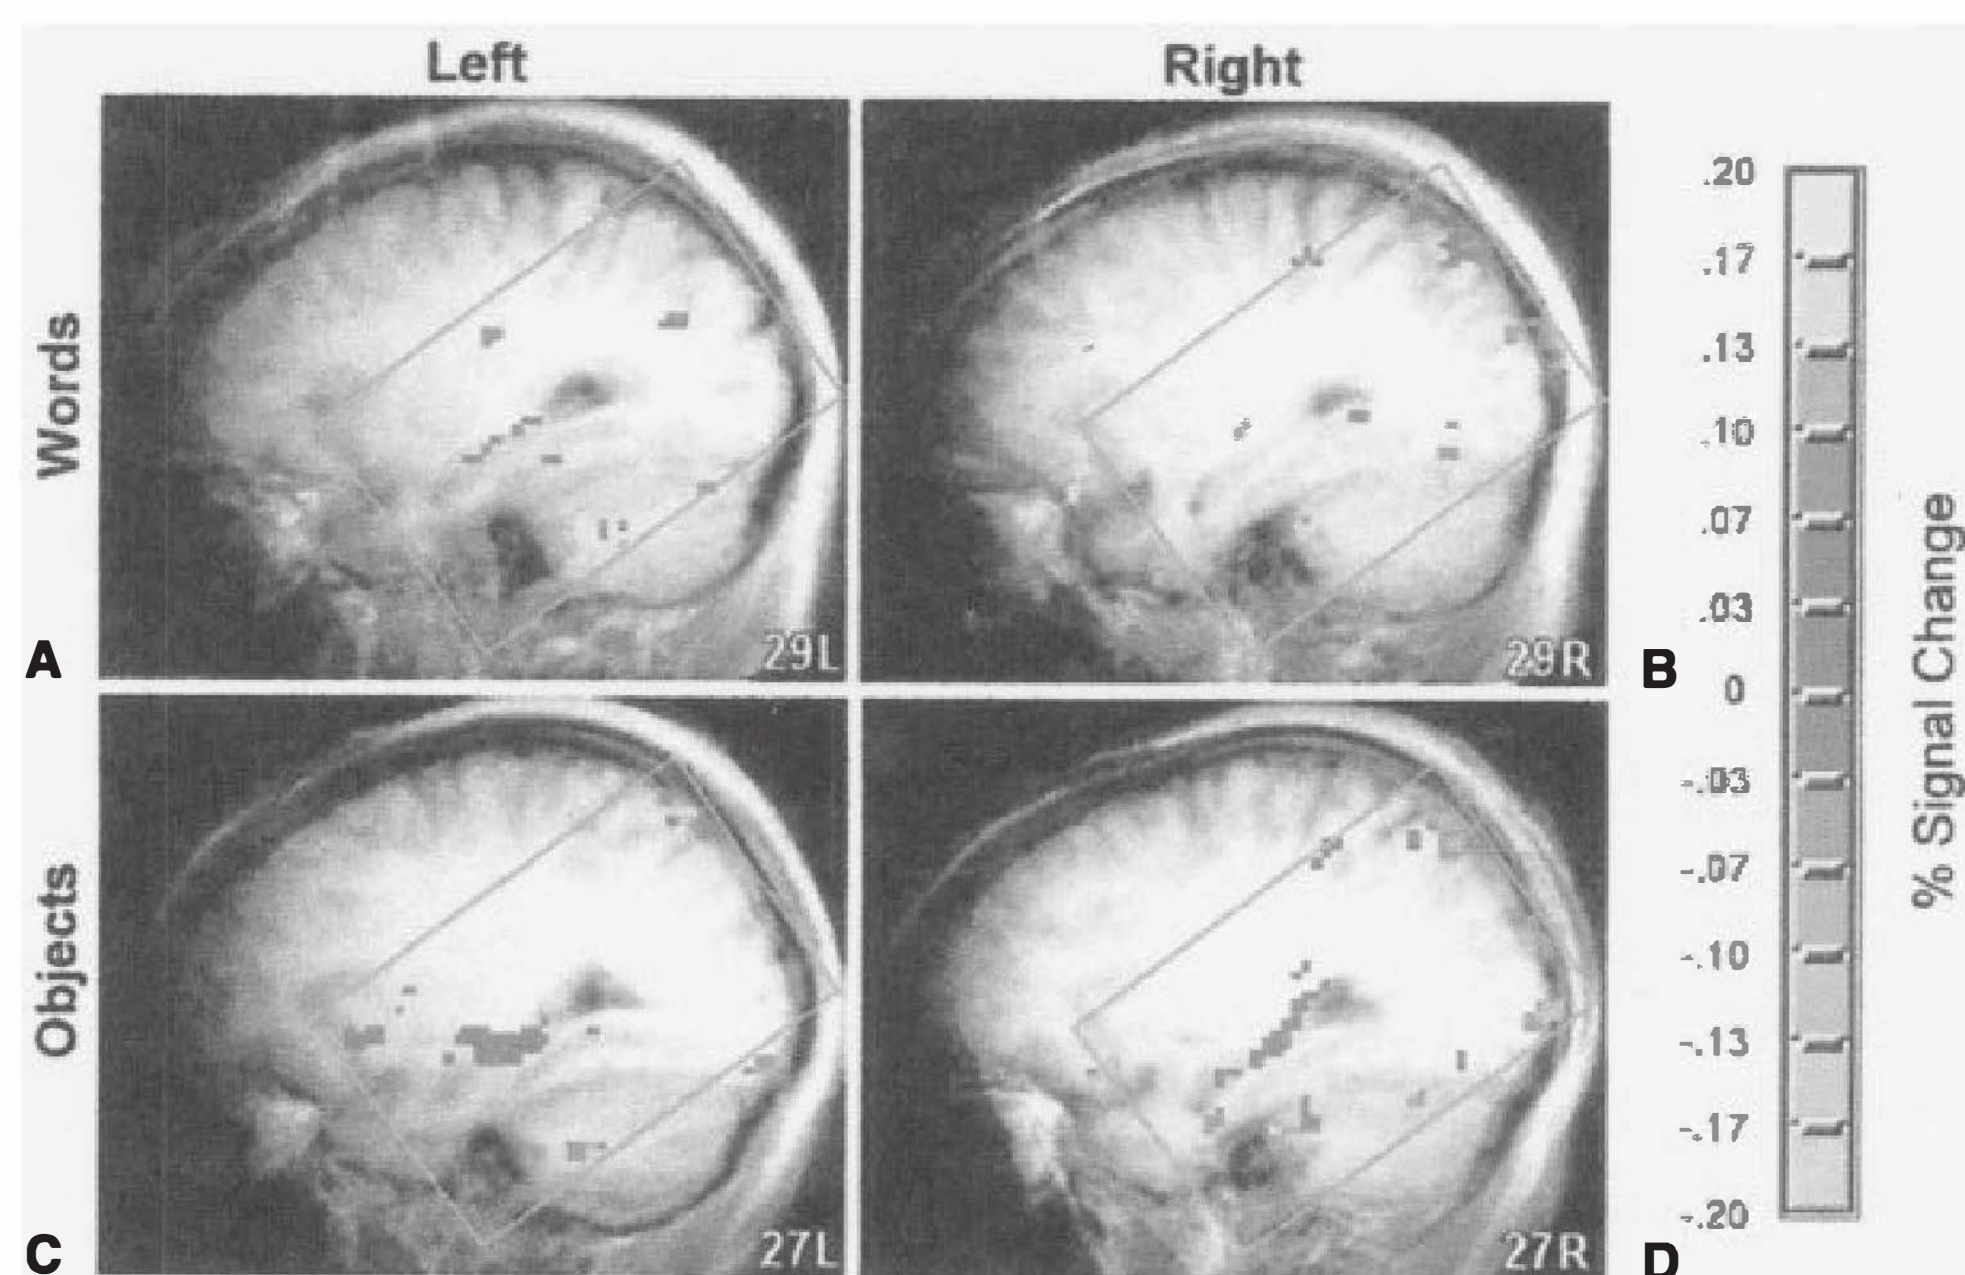 Left
Right
Words
Objects
A
29L
29R
B
C
27L
27R
D
.20
.17
.13
.10
.07
.03
0
-.03
-.07
-.10
-.13
-.17
-.20
% Signal Change